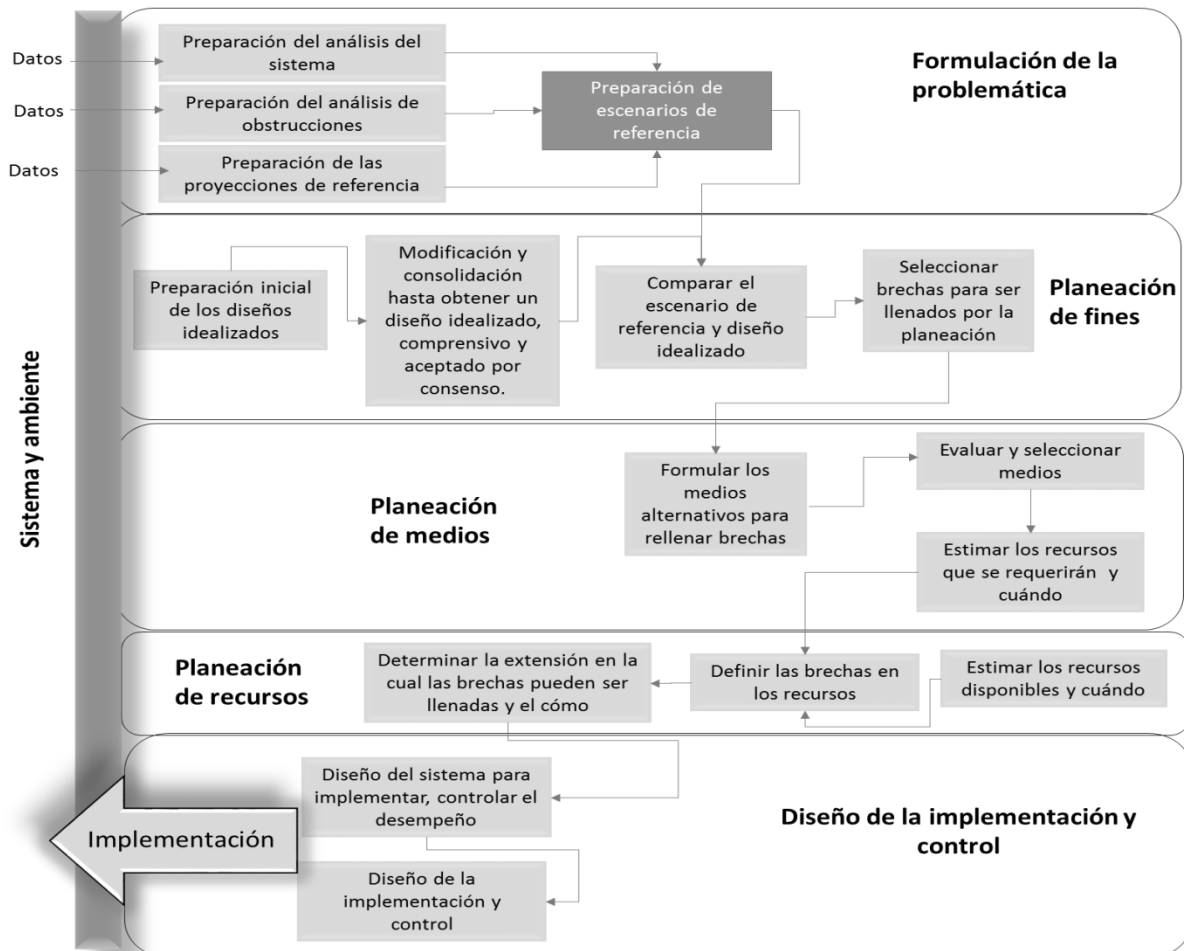 Datos
Preparación del análisis del
sistema
Datos
Preparación del análisis de
obstrucciones
Datos
Preparación de las
proyecciones de referencia
Preparación de
escenarios de
referencia
Formulación de la
problemática
Sistema y ambiente
Preparación inicial
de los diseños
idealizados
Modificación y
consolidación
hasta obtener un
diseño idealizado,
comprensivo y
aceptado por
consenso.
Comparar el
escenario de
referencia y diseño
idealizado
Seleccionar
brechas para ser
llenados por la
planeación
Planeación
de fines
Planeación
de medios
Formular los
medios
alternativos para
rellenar brechas
Evaluar y seleccionar
medios
Estimar los recursos
que se requerirán y
cuándo
Planeación
de recursos
Determinar la extensión en la
cual las brechas pueden ser
llenadas y el cómo
Definir las brechas en
los recursos
Estimar los recursos
disponibles y cuándo
Implementación
Diseño del sistema para
implementar, controlar el
desempeño
Diseño de la
implementación y
control
Diseño de la implementación y
control